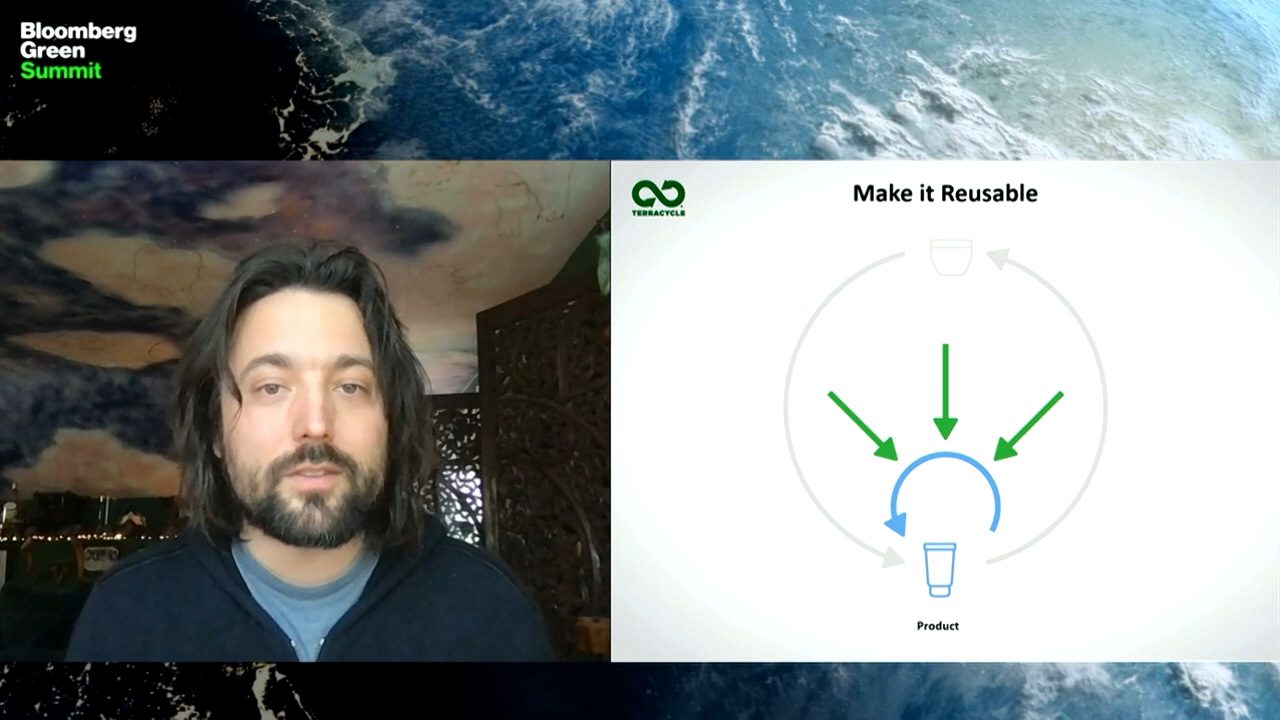 Bloomberg
Green
Summit
TERRACYCLE
Make it Reusable
Product